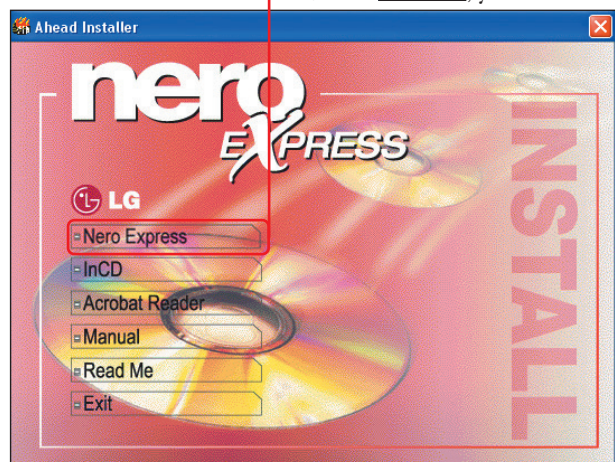 Ahead Installer
nero
EXPRESS
LG
Nero Express
InCD
Acrobat Reader
Manual
Read Me
Exit
INSTALL